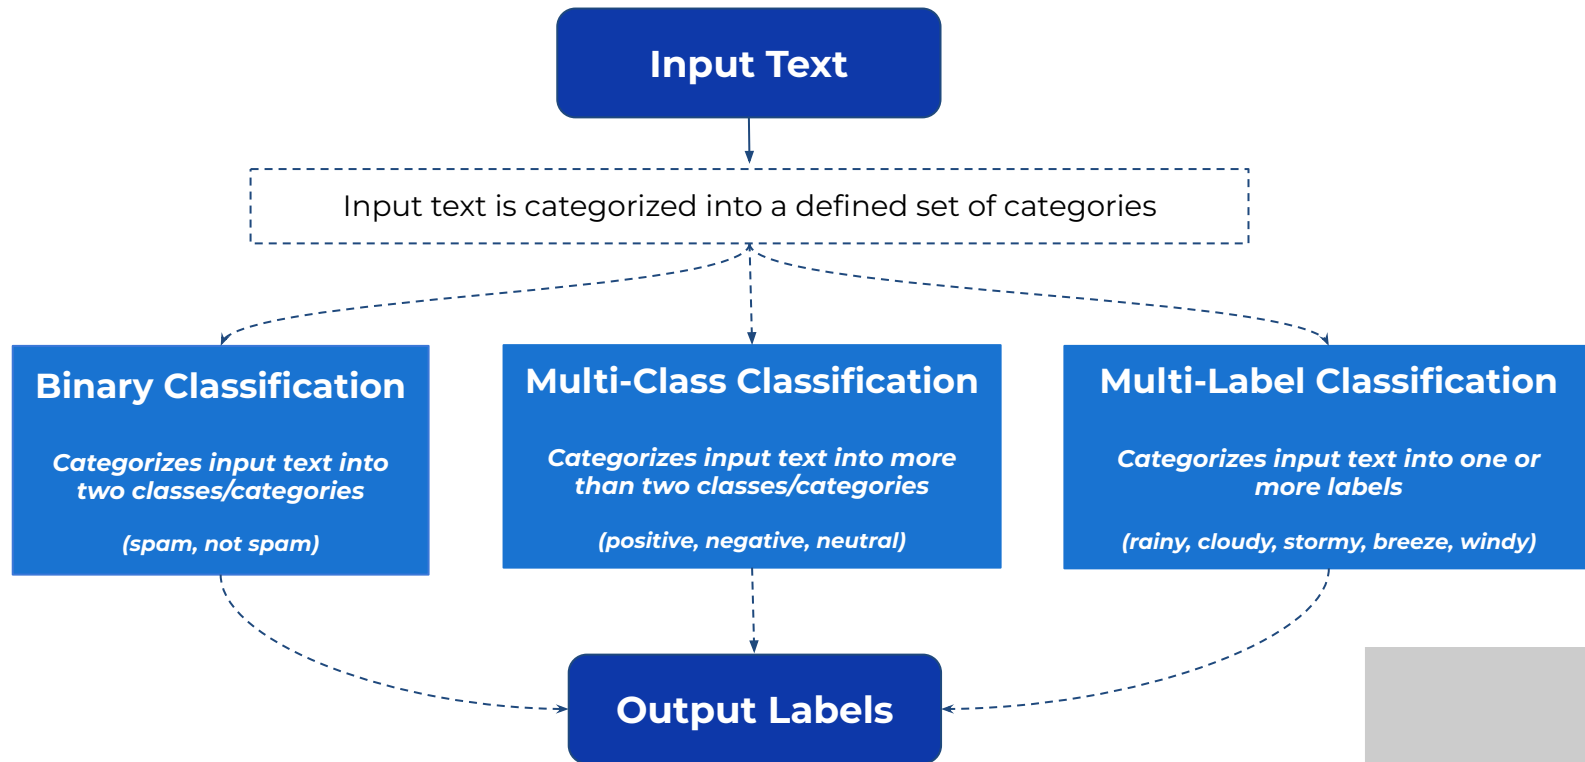 Input Text
Input text is categorized into a defined set of categories
Binary Classification
Categorizes input text into
two classes/categories
(spam, not spam)
Multi-Class Classification
Categorizes input text into more
than two classes/categories
(positive, negative, neutral)
Multi-Label Classification
Categorizes input text into one or
more labels
(rainy, cloudy, stormy, breeze, windy)
Output Labels